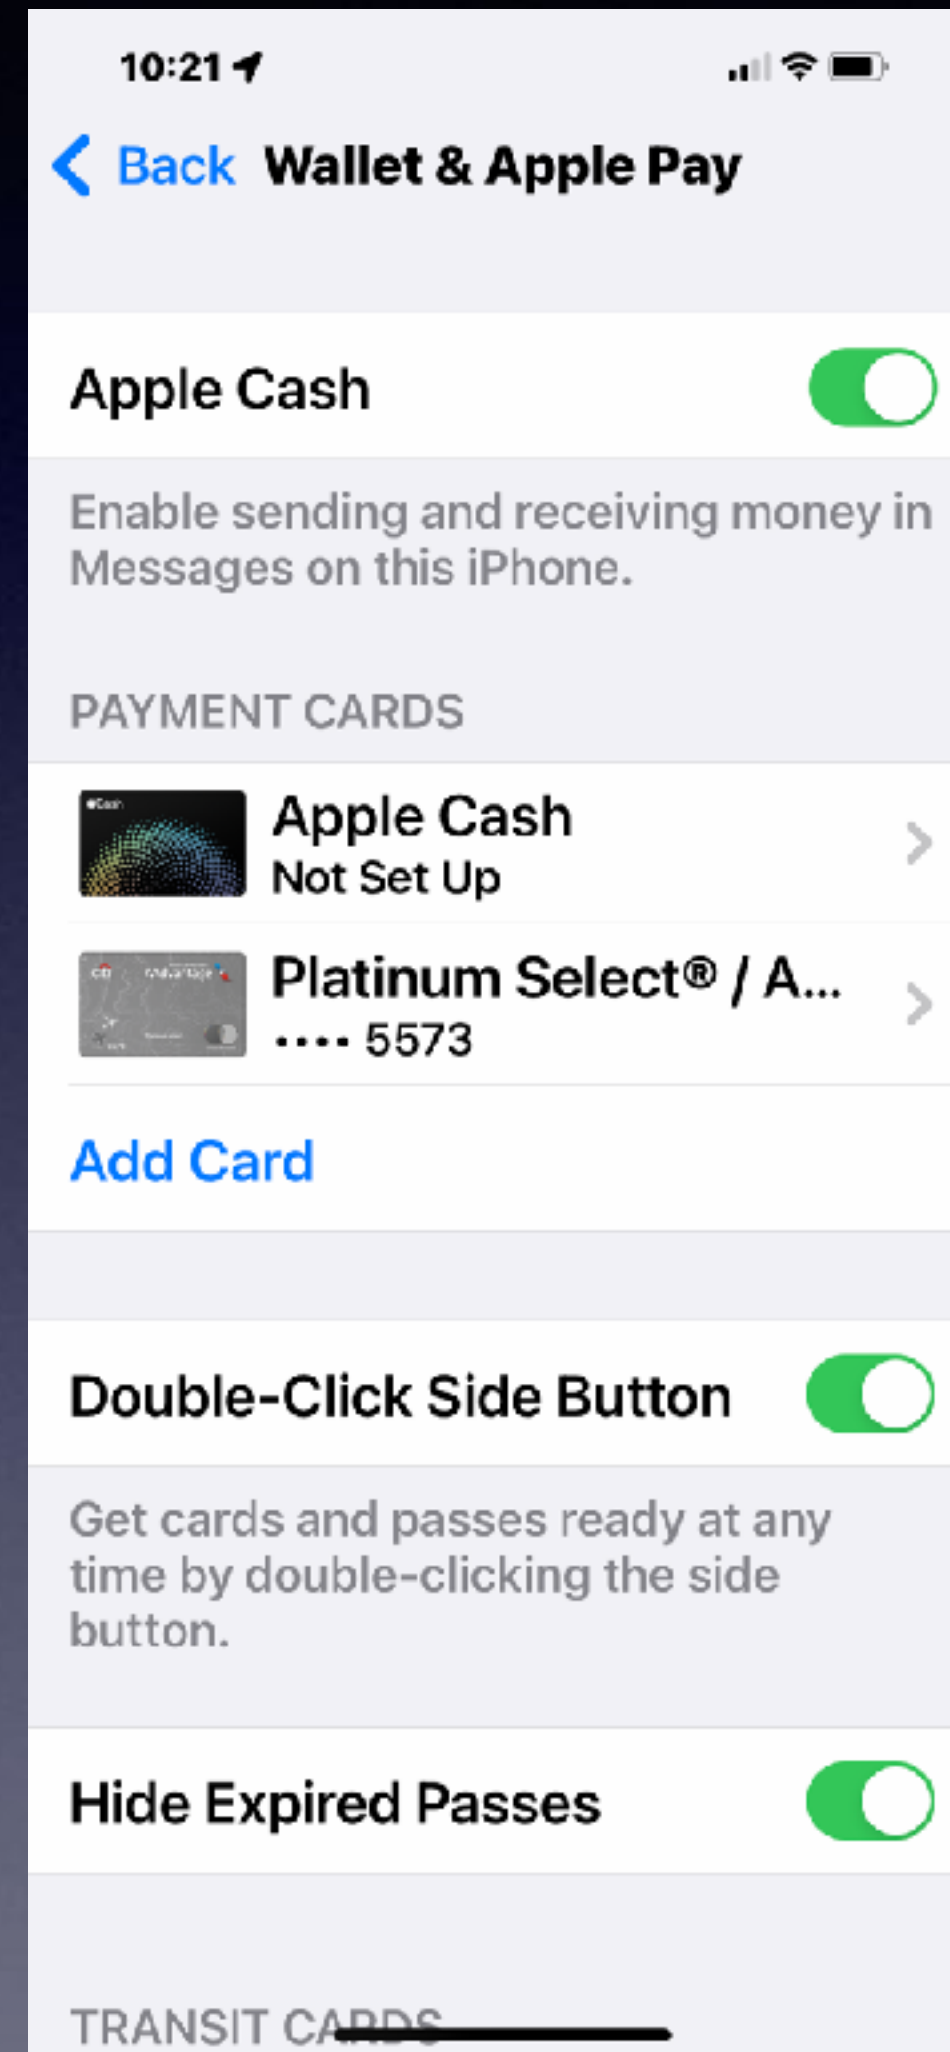 10:21
Back Wallet & Apple Pay
Apple Cash
Enable sending and receiving money in
Messages on this iPhone.
PAYMENT CARDS
Cash
Apple Cash
Not Set Up
citi
Platinum Select® / A...
•••• 5573
Add Card
Double-Click Side Button
Get cards and passes ready at any
time by double-clicking the side
button.
Hide Expired Passes
TRANSIT CARDS